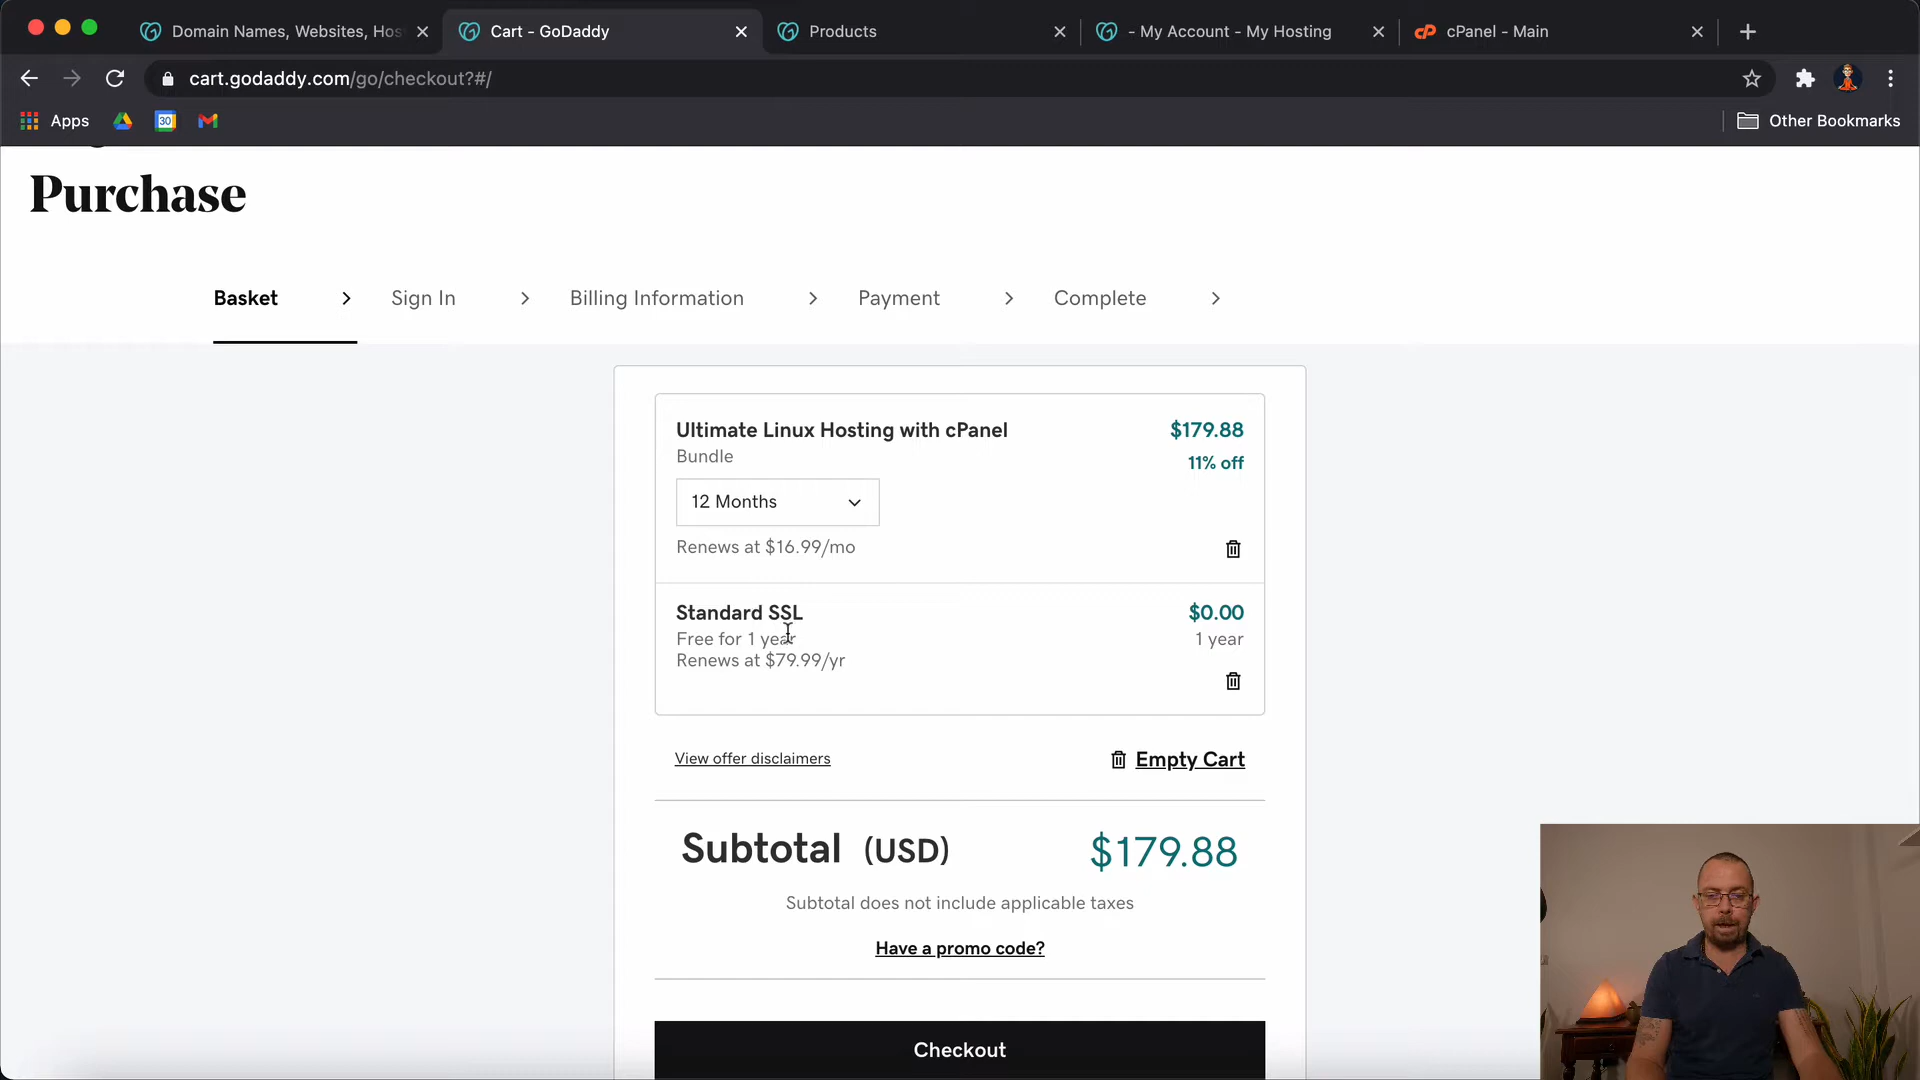 Domain Names, Websites, Hos
Cart - GoDaddy
Products
- My Account - My Hosting
cPanel - Main
cart.godaddy.com/go/checkout?#/
Apps
30
Other Bookmarks
Purchase
Basket
Sign In
Billing Information
Payment
Complete
Ultimate Linux Hosting with cPanel
$179.88
Bundle
11% off
12 Months
Renews at $16.99/mo
Standard SSL
$0.00
Free for 1 year
1 year
Renews at $79.99/yr
View offer disclaimers
Empty Cart
Subtotal (USD)
$179.88
Subtotal does not include applicable taxes
Have a promo code?
Checkout